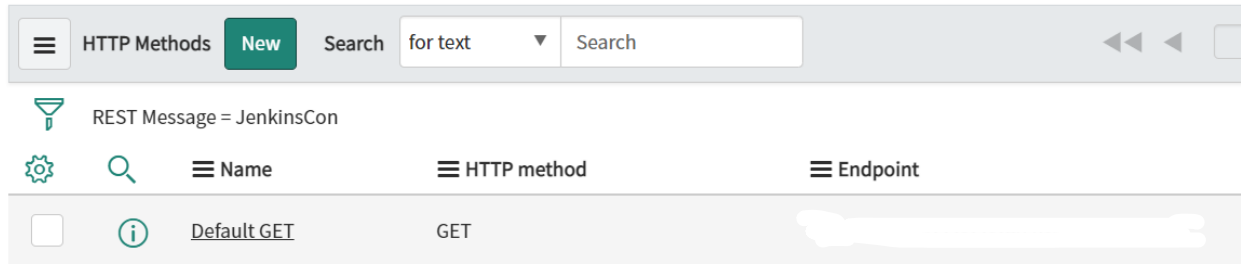 HTTP Methods New Search for text Search
REST Message = JenkinsCon
Name HTTP method Endpoint
Default GET GET